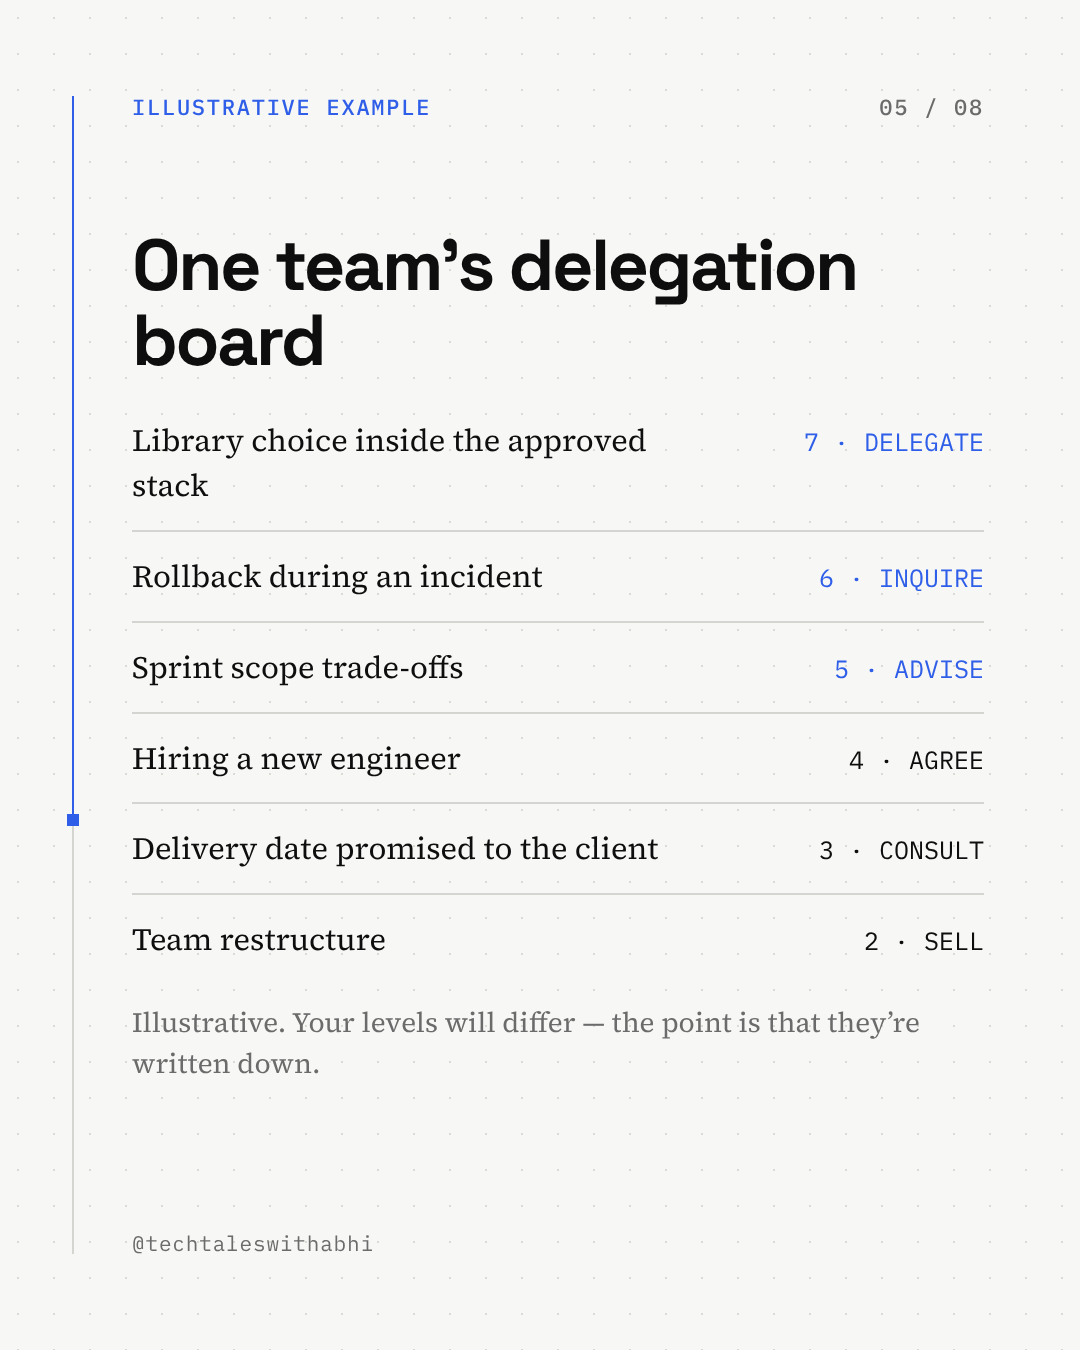 ILLUSTRATIVE EXAMPLE
05 / 08
One team’s delegation
board
Library choice inside the approved
stack
7 · DELEGATE
Rollback during an incident
6 · INQUIRE
Sprint scope trade-offs
5 · ADVISE
Hiring a new engineer
4 · AGREE
Delivery date promised to the client
3 · CONSULT
Team restructure
2 · SELL
Illustrative. Your levels will differ — the point is that they’re
written down.
@techtaleswithabhi